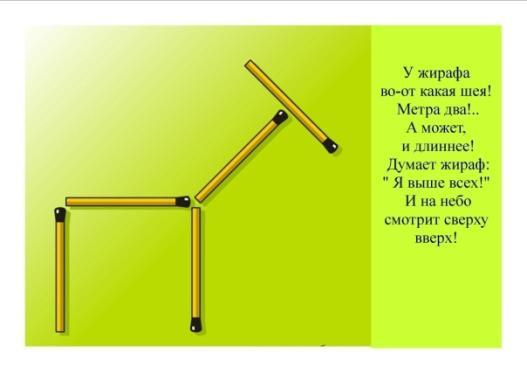 У жирафа
во-от какая шея!
Метра два!..
А может,
и длиннее!
Думает жираф:
" Я выше всех!"
И на небо
смотрит сверху
вверх!